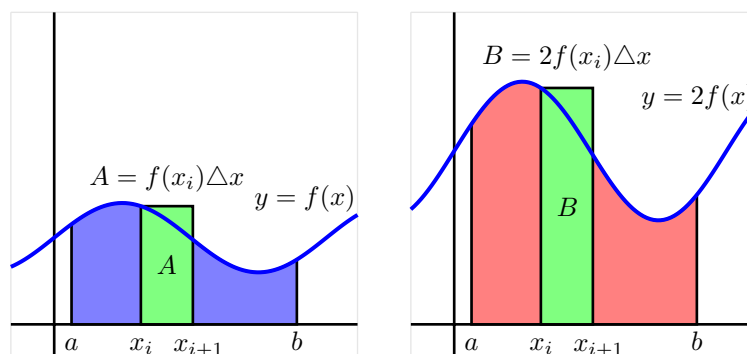 A = f(x_i)△x
y = f(x)
A
a x_i x_{i+1} b
B = 2f(x_i)△x
y = 2f(x
B
a x_i x_{i+1} b